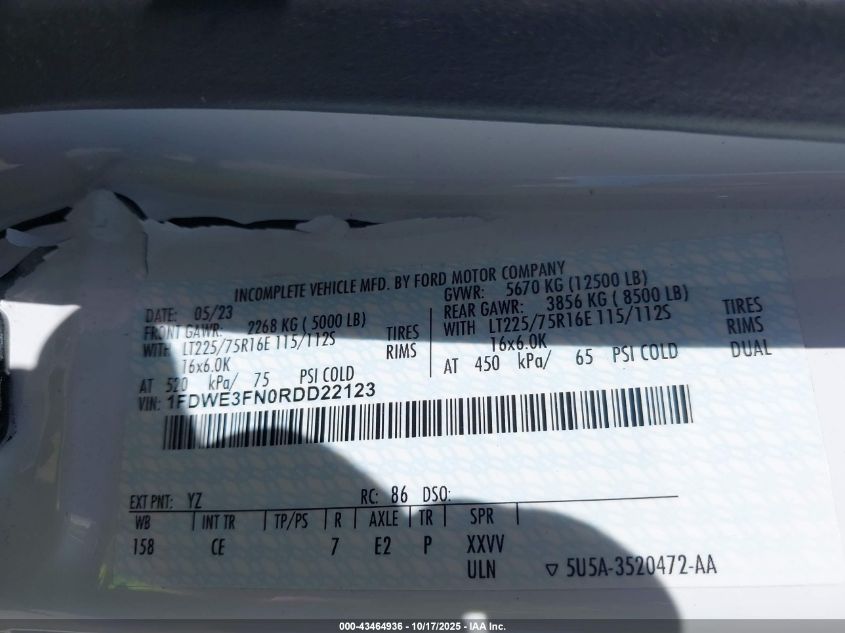 INCOMPLETE VEHICLE MFD. BY FORD MOTOR COMPANY
DATE: 05/23
FRONT GAWR: 2268 KG ( 5000 LB)
WITH LT225/75R16E 115/112S TIRES
16x6.0K RIMS
AT 520 kPa/ 75 PSI COLD
GVWR: 5670 KG (12500 LB)
REAR GAWR: 3856 KG ( 8500 LB)
WITH LT225/75R16E 115/112S TIRES
16x6.0K RIMS
AT 450 kPa/ 65 PSI COLD DUAL
VIN: 1FDWE3FN0RDD22123
EXT PNT: YZ RC: 86 DSO:
WB INT TR TP/PS R AXLE TR SPR
158 CE 7 E2 P XXVV
ULN 5U5A-3520472-AA
000-43464936 - 10/17/2025 - IAA Inc.